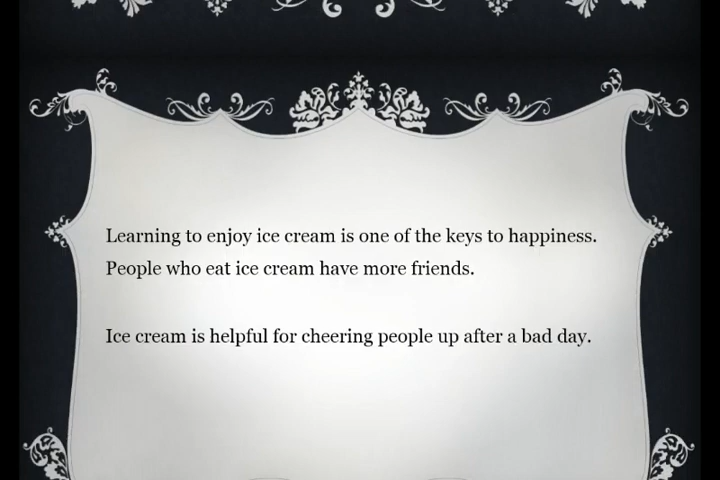 Learning to enjoy ice cream is one of the keys to happiness.
People who eat ice cream have more friends.
Ice cream is helpful for cheering people up after a bad day.